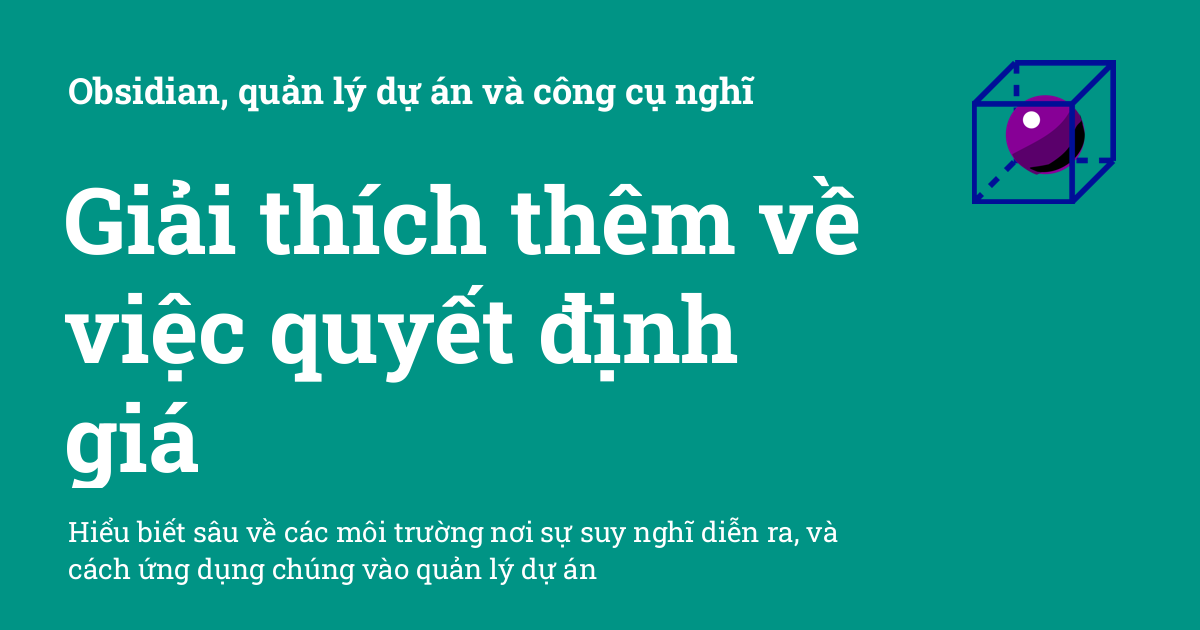 Obsidian, quản lý dự án và công cụ nghĩ
Giải thích thêm về
việc quyết định
giá
Hiểu biết sâu về các môi trường nơi sự suy nghĩ diễn ra, và
cách ứng dụng chúng vào quản lý dự án